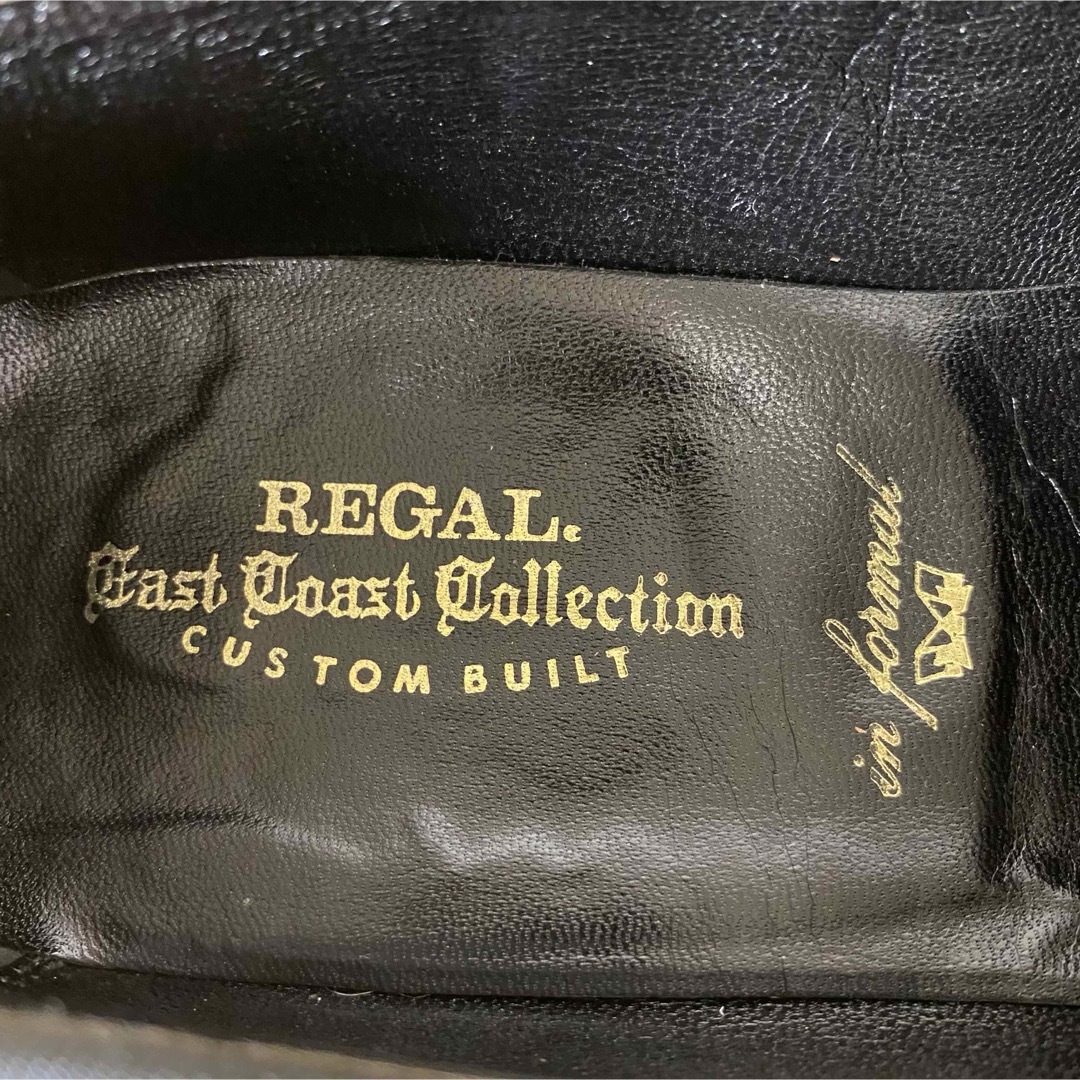 REGAL.
East Coast Collection
CUSTOM BUILT
in formal